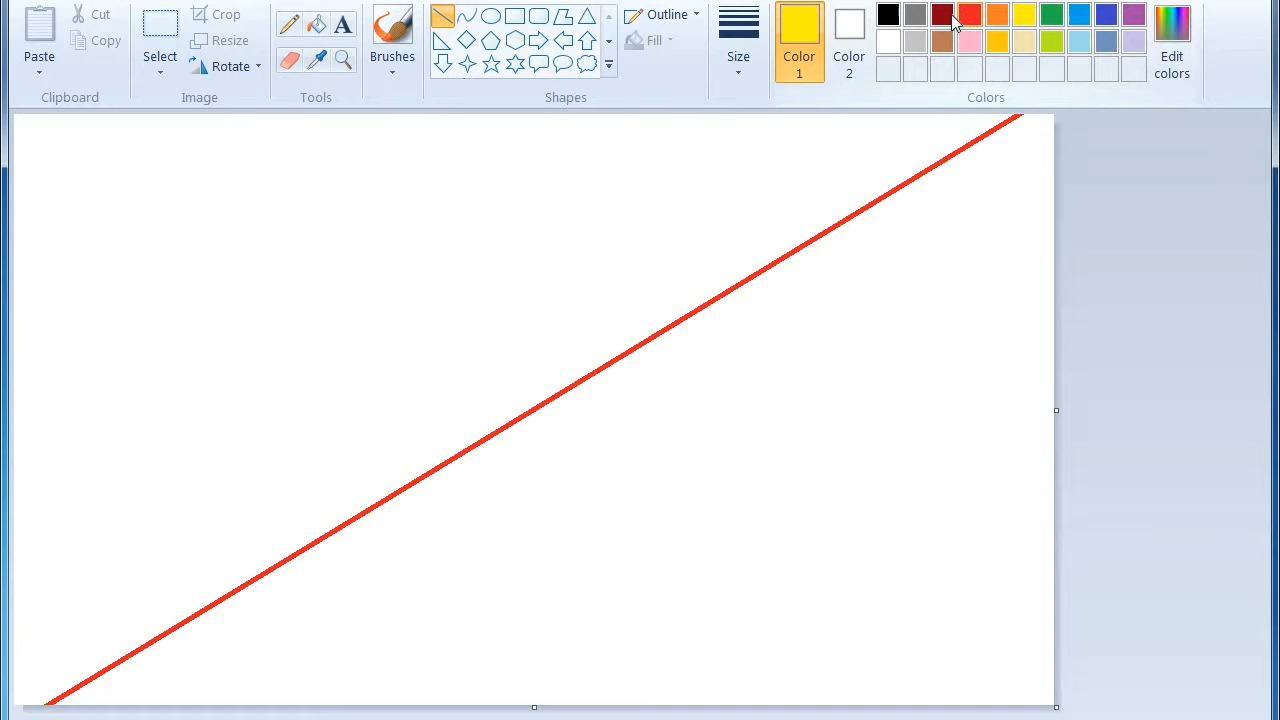 Paste
Cut
Copy
Clipboard
Select
Crop
Resize
Rotate
Image
A
Tools
Brushes
Outline
Fill
Shapes
Size
Color
1
Color
2
Edit
colors
Colors